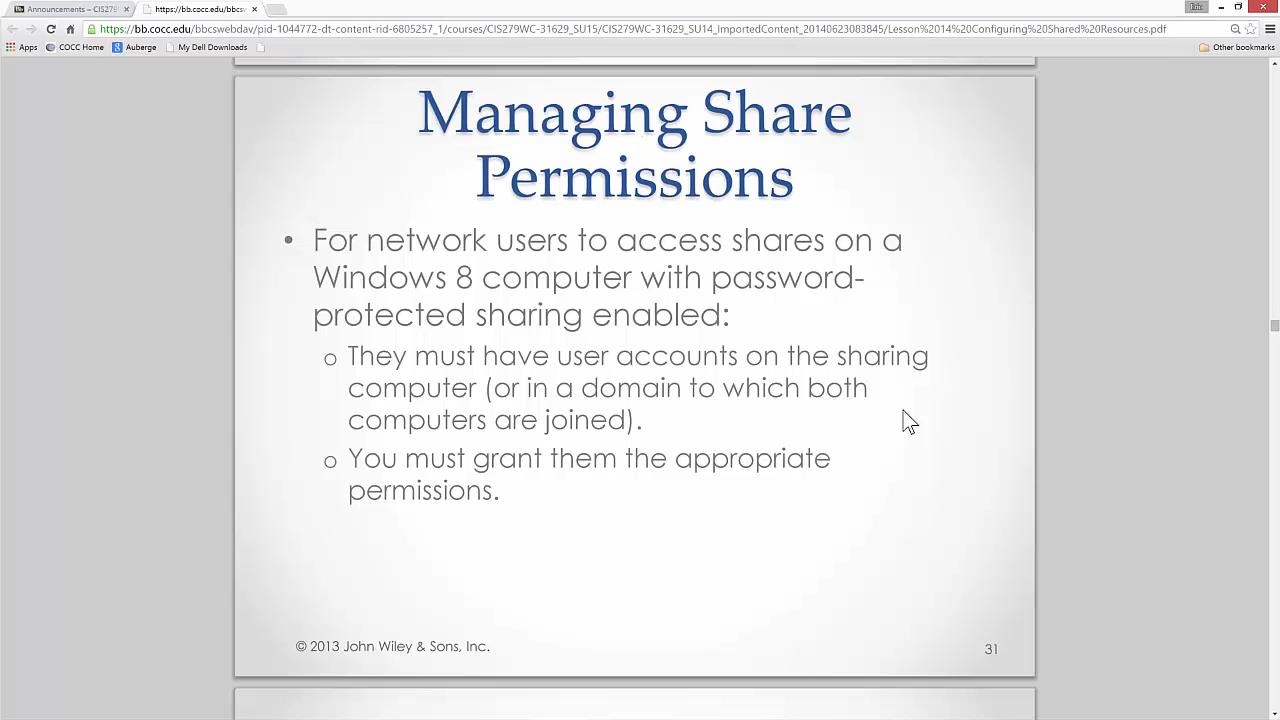 Announcements – CIS279
https://bb.cocc.edu/bbcsw
https://bb.cocc.edu/bbcswebdav/pid-1044772-dt-content-rid-6805257_1/courses/CIS279WC-31629_SU15/CIS279WC-31629_SU14_ImportedContent_20140623083845/Lesson%2014%20Configuring%20Shared%20Resources.pdf
Apps COCC Home Auberge My Dell Downloads Other bookmarks
Managing Share
Permissions
• For network users to access shares on a
Windows 8 computer with password-
protected sharing enabled:
o They must have user accounts on the sharing
computer (or in a domain to which both
computers are joined).
o You must grant them the appropriate
permissions.
© 2013 John Wiley & Sons, Inc.
31